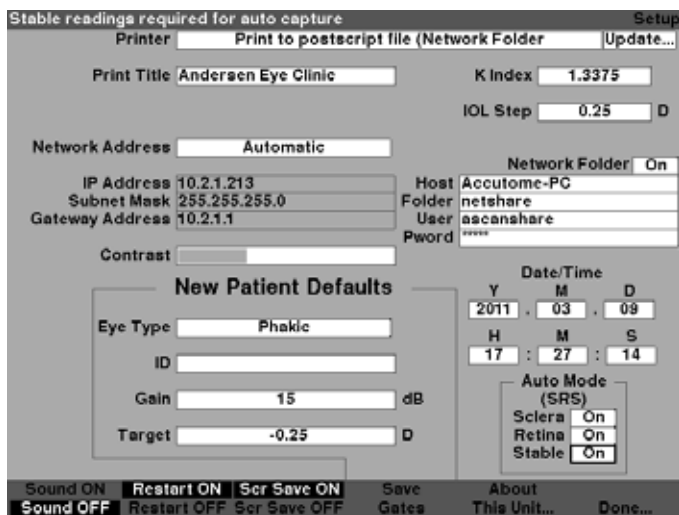 Stable readings required for auto capture Setup
Printer Print to postscript file (Network Folder Update...
Print Title Andersen Eye Clinic K Index 1.3375
IOL Step 0.25 D
Network Address Automatic
Network Folder On
IP Address 10.2.1.213 Host Accutome-PC
Subnet Mask 255.255.255.0 Folder netshare
Gateway Address 10.2.1.1 User ascanshare
Pword *****
Contrast
New Patient Defaults Date/Time
Y M D
2011 . 03 . 09
Eye Type Phakic
H M S
17 : 27 : 14
ID
Auto Mode
(SRS)
Gain 15 dB
Sclera On
Target -0.25 D Retina On
Stable On
Sound ON Restart ON Scr Save ON Save About
Sound OFF Restart OFF Scr Save OFF Gates This Unit... Done...